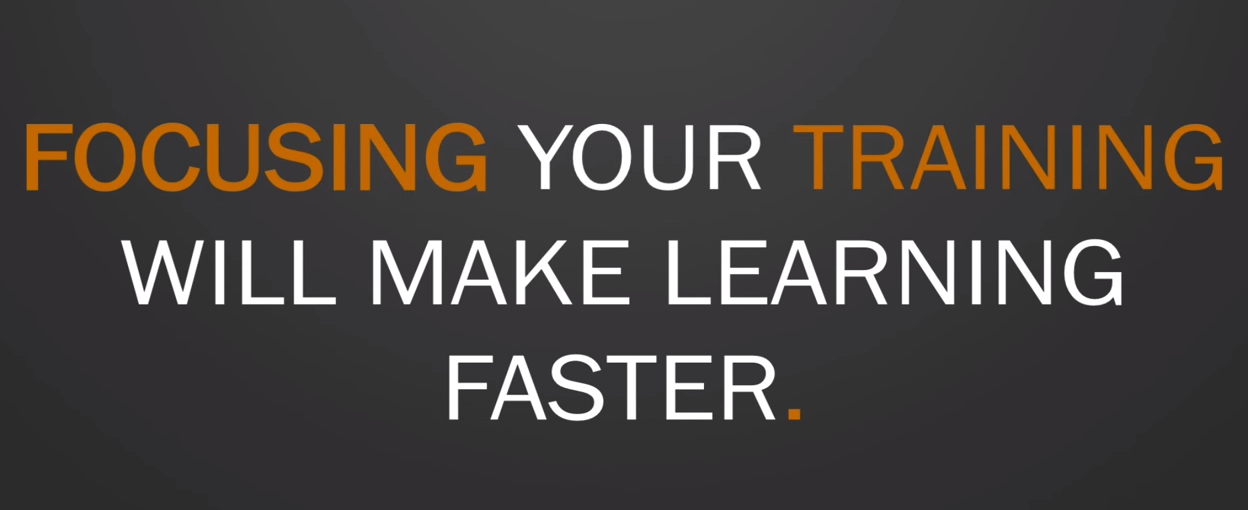 FOCUSING YOUR TRAINING
WILL MAKE LEARNING
FASTER.